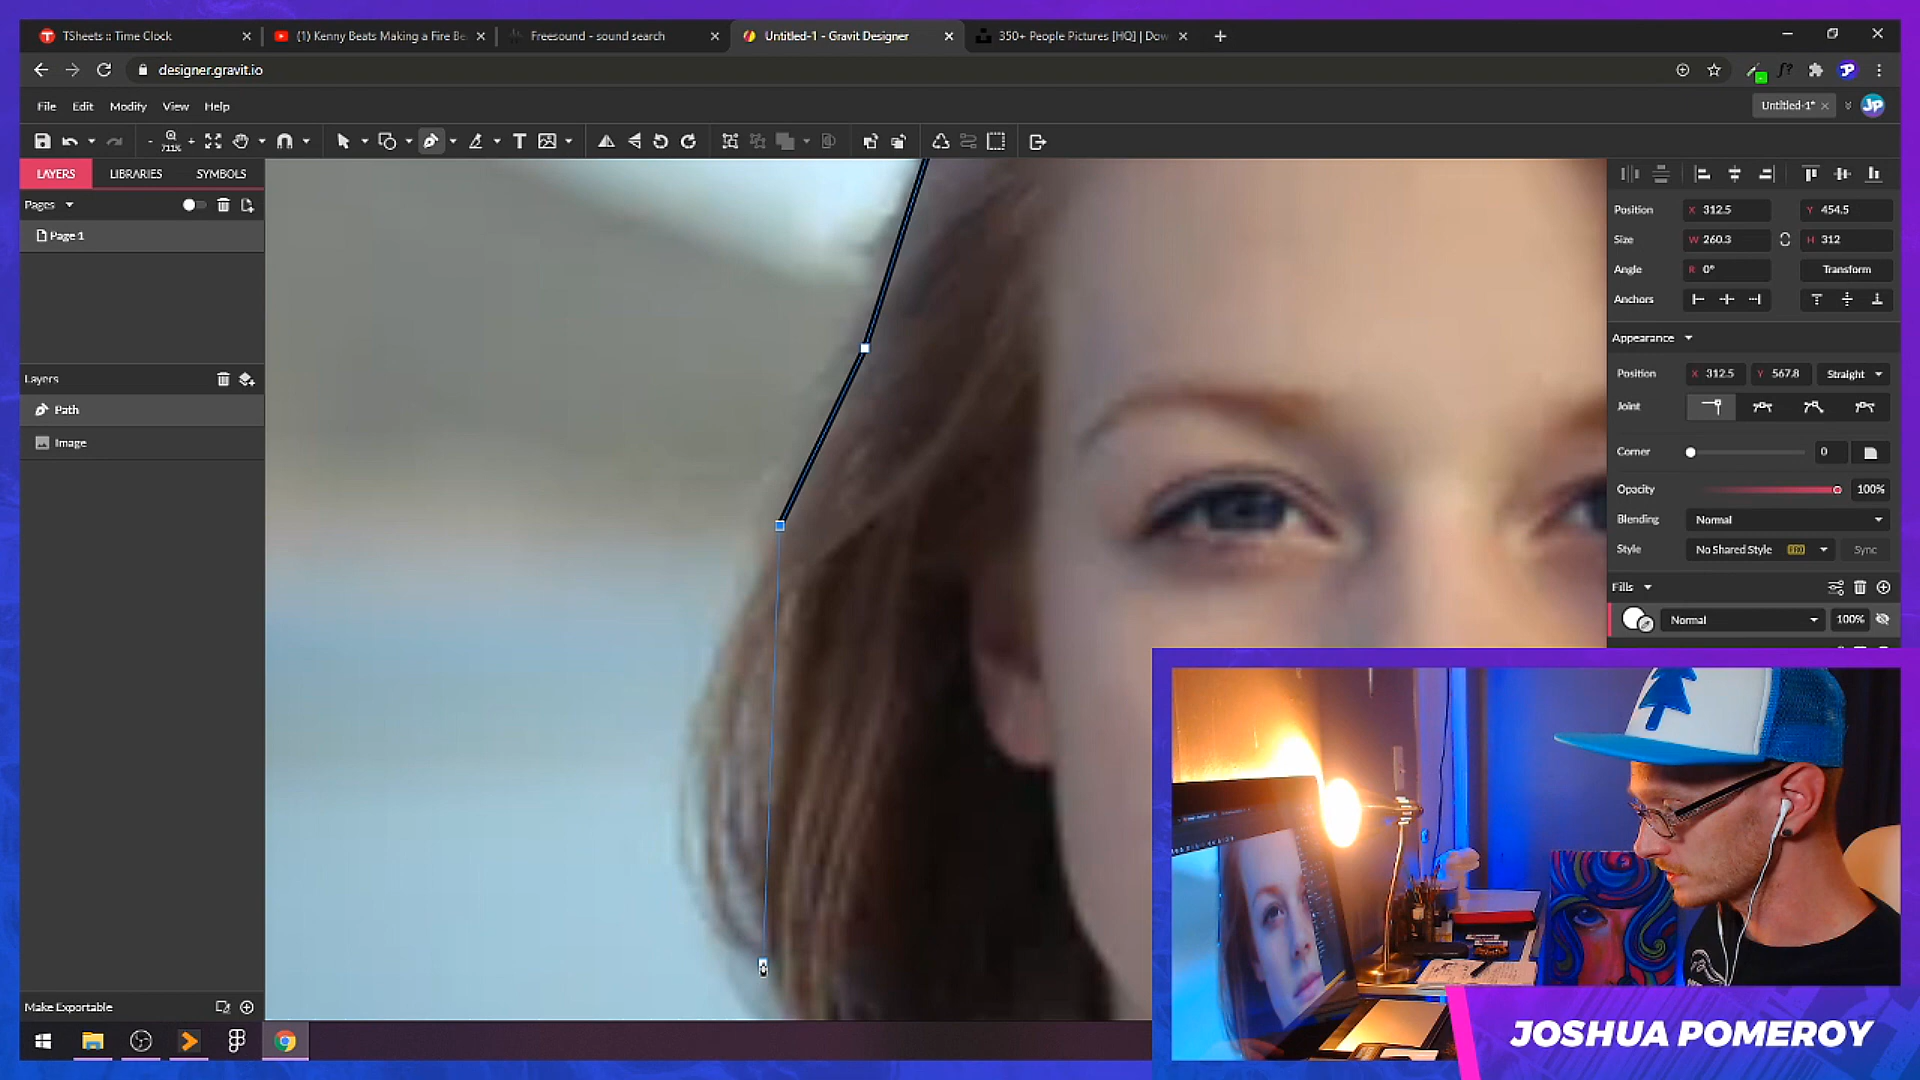 TSheets :: Time Clock
(1) Kenny Beats Making a Fire Be
Freesound - sound search
Untitled-1 - Gravit Designer
350+ People Pictures [HQ] | Dow
designer.gravit.io
File Edit Modify View Help
Untitled-1*
JP
711%
LAYERS LIBRARIES SYMBOLS
Pages
Page 1
Layers
Path
Image
Make Exportable
Position X 312.5 Y 454.5
Size W 260.3 H 312
Angle R 0° Transform
Anchors
Appearance
Position X 312.5 Y 567.8 Straight
Joint
Corner 0
Opacity 100%
Blending Normal
Style No Shared Style PRO Sync
Fills
Normal 100%
JOSHUA POMEROY